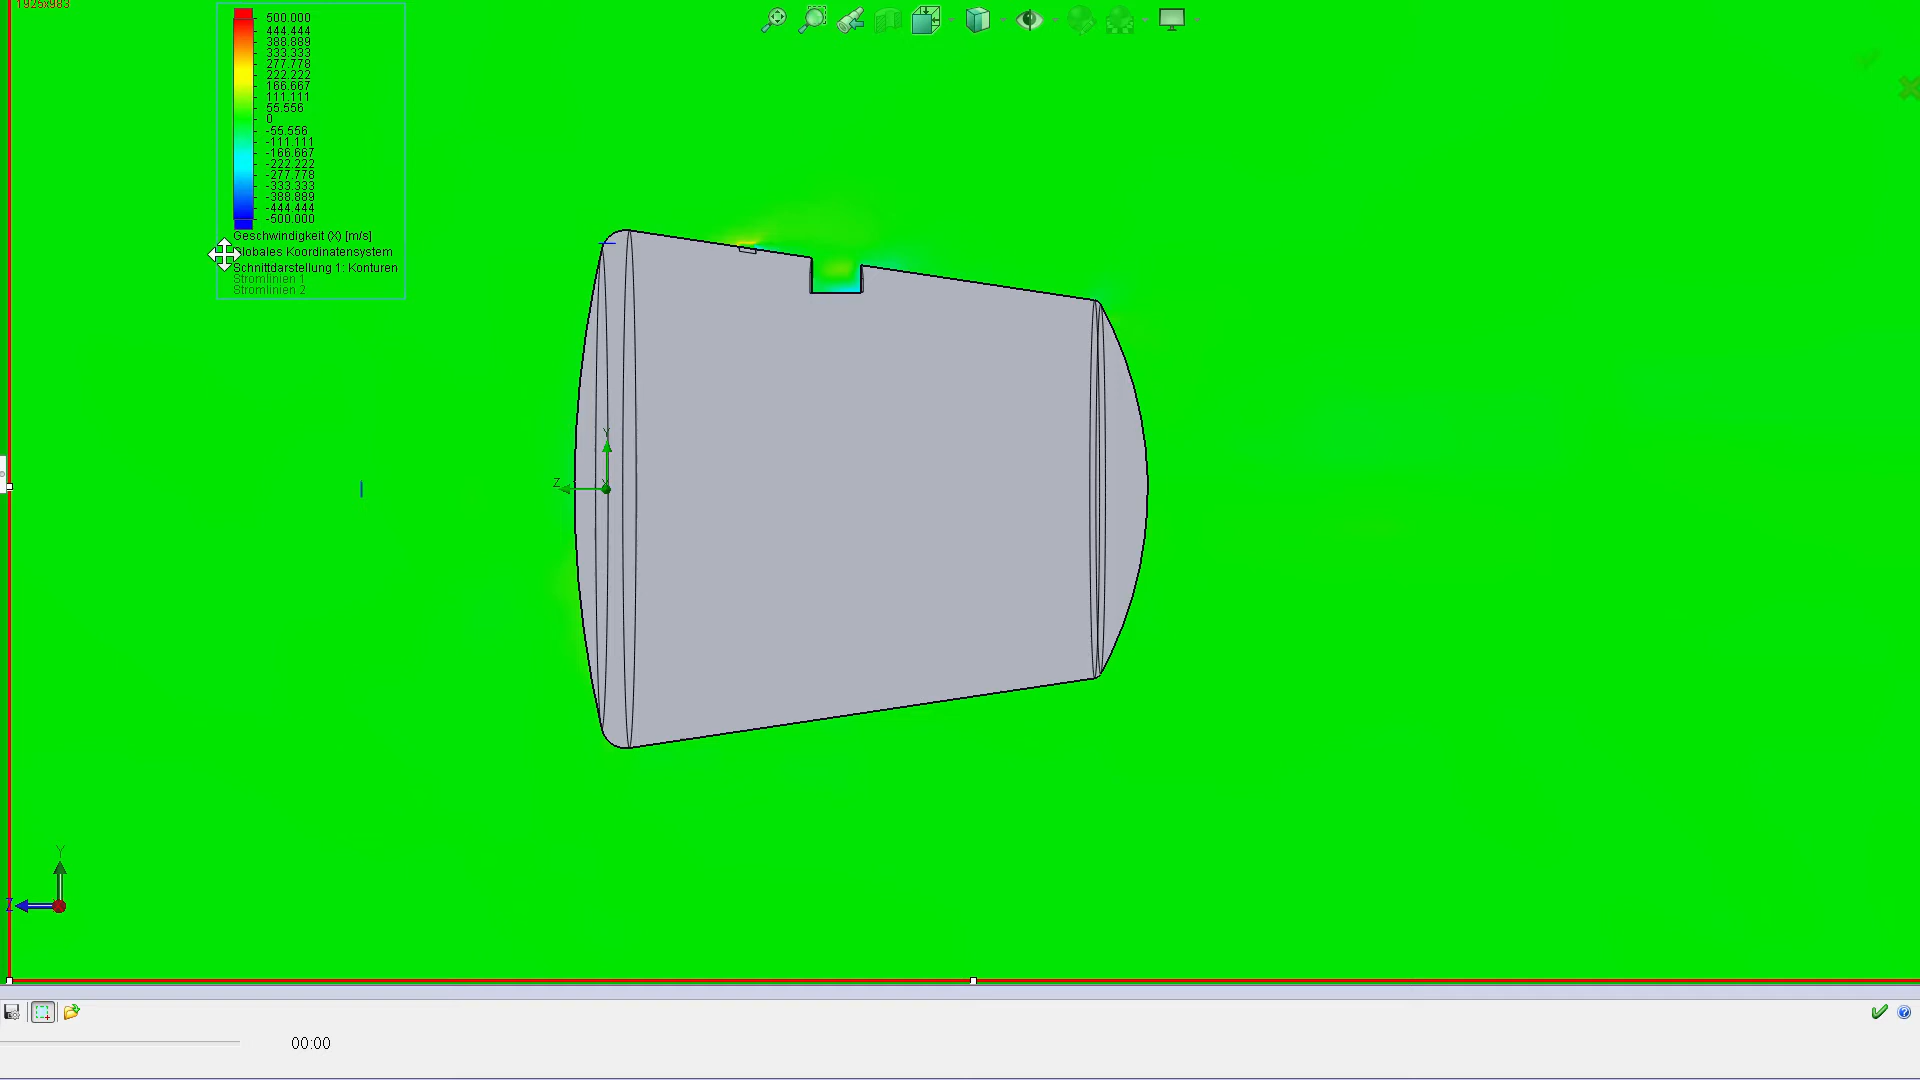 1926x983
500.000
444.444
388.889
333.333
277.778
222.222
166.667
111.111
55.556
0
-55.556
-111.111
-166.667
-222.222
-277.778
-333.333
-388.889
-444.444
-500.000
Geschwindigkeit (X) [m/s]
Globales Koordinatensystem
Schnittdarstellung 1: Konturen
Stromlinien 1
Stromlinien 2
Y
Z
Y
Z
00:00